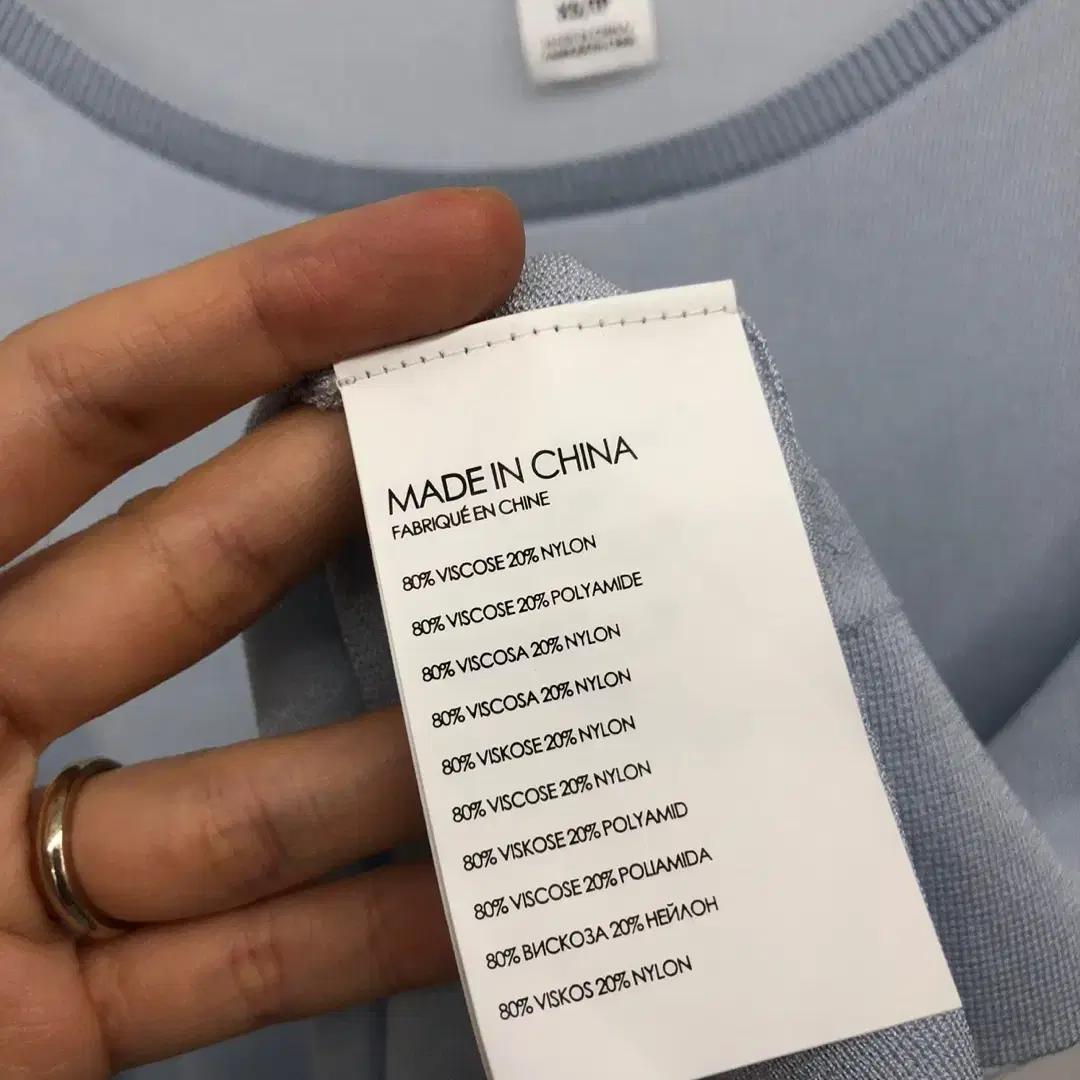 MADE IN CHINA
FABRIQUÉ EN CHINE
80% VISCOSE 20% NYLON
80% VISCOSE 20% POLYAMIDE
80% VISCOSA 20% NYLON
80% VISCOSA 20% NYLON
80% VISKOSE 20% NYLON
80% VISCOSE 20% NYLON
80% VISKOSE 20% POLYAMID
80% VISCOSE 20% POLIAMIDA
80% ВИСКОЗА 20% НЕЙЛОН
80% VISKOS 20% NYLON